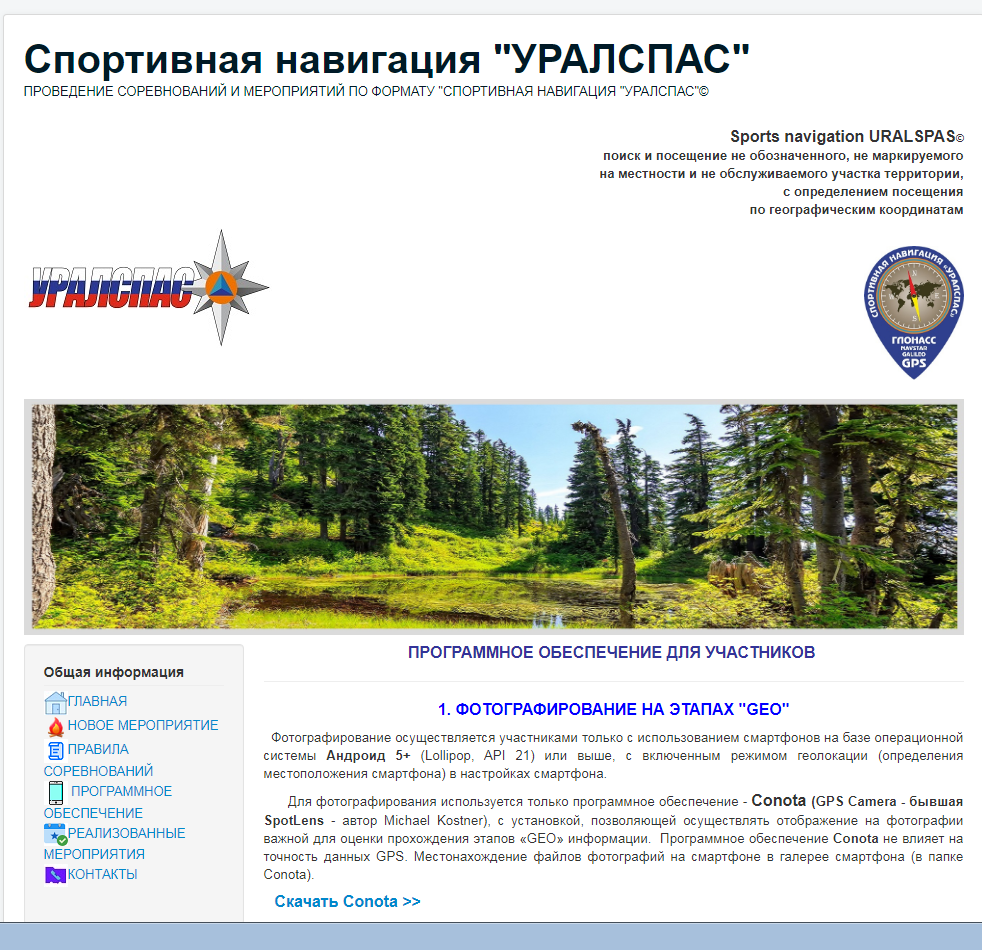 Спортивная навигация "УРАЛСПАС"
ПРОВЕДЕНИЕ СОРЕВНОВАНИЙ И МЕРОПРИЯТИЙ ПО ФОРМАТУ "СПОРТИВНАЯ НАВИГАЦИЯ "УРАЛСПАС"©
Sports navigation URALSPAS©
поиск и посещение не обозначенного, не маркируемого
на местности и не обслуживаемого участка территории,
с определением посещения
по географическим координатам
УРАЛСПАС
СПОРТИВНАЯ НАВИГАЦИЯ «УРАЛСПАС»
N
W E
S
ГЛОНАСС
NAVSTAR
GALILEO
GPS
Общая информация
ГЛАВНАЯ
НОВОЕ МЕРОПРИЯТИЕ
ПРАВИЛА
СОРЕВНОВАНИЙ
ПРОГРАММНОЕ
ОБЕСПЕЧЕНИЕ
РЕАЛИЗОВАННЫЕ
МЕРОПРИЯТИЯ
КОНТАКТЫ
ПРОГРАММНОЕ ОБЕСПЕЧЕНИЕ ДЛЯ УЧАСТНИКОВ
1. ФОТОГРАФИРОВАНИЕ НА ЭТАПАХ "GEO"
Фотографирование осуществляется участниками только с использованием смартфонов на базе операционной
системы Андроид 5+ (Lollipop, API 21) или выше, с включенным режимом геолокации (определения
местоположения смартфона) в настройках смартфона.
Для фотографирования используется только программное обеспечение - Conota (GPS Camera - бывшая
SpotLens - автор Michael Kostner), с установкой, позволяющей осуществлять отображение на фотографии
важной для оценки прохождения этапов «GEO» информации. Программное обеспечение Conota не влияет на
точность данных GPS. Местонахождение файлов фотографий на смартфоне в галерее смартфона (в папке
Conota).
Скачать Conota >>